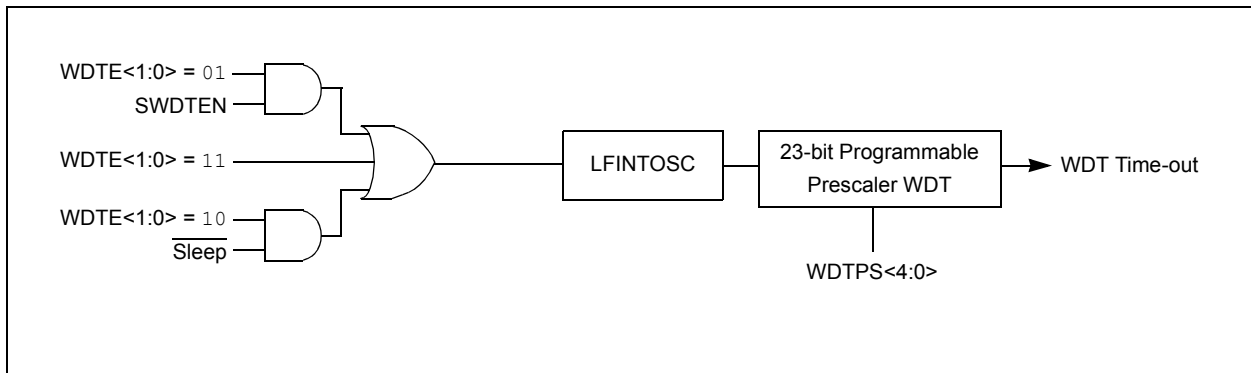 WDTE<1:0> = 01
SWDTEN
WDTE<1:0> = 11
WDTE<1:0> = 10
Sleep
LFINTOSC
23-bit Programmable
Prescaler WDT
WDT Time-out
WDTPS<4:0>